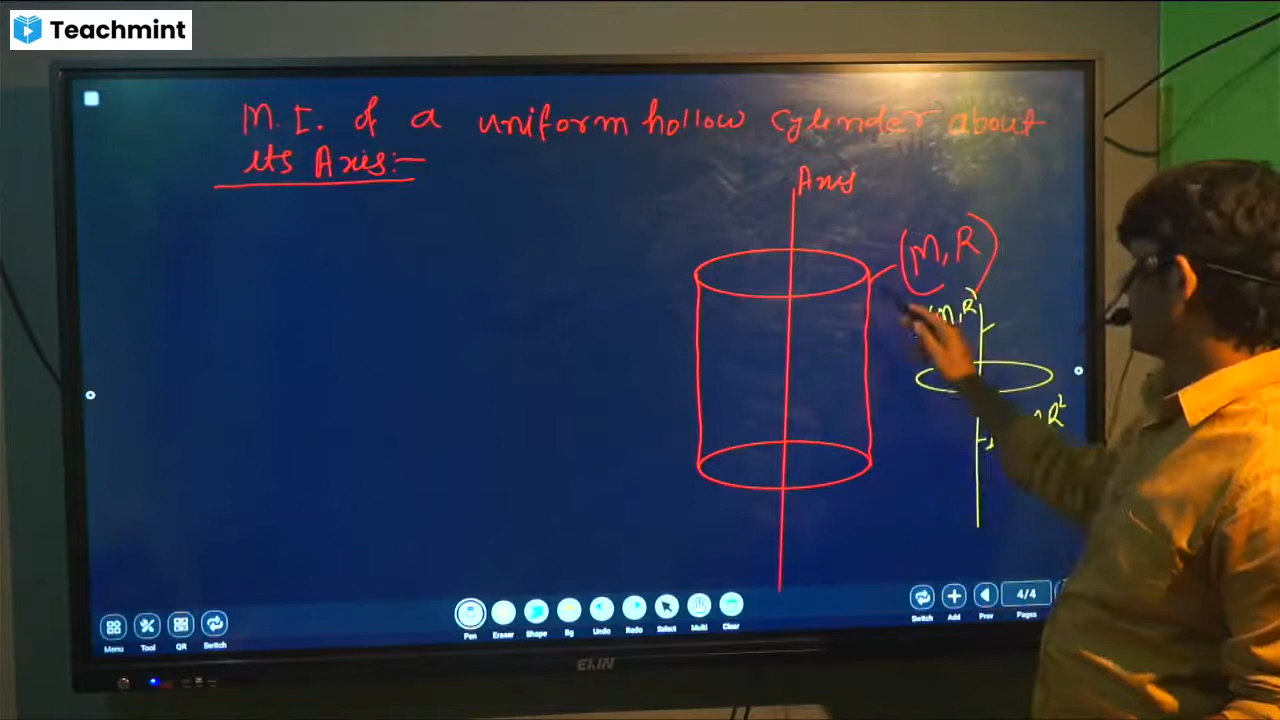 Teachmint
M.I. of a uniform hollow cylinder about
its Axis:-
Axis
(M, R)
(M, R)
R²
Menu
Tool
QR
Switch
Pen
Eraser
Shape
Bg
Undo
Redo
Select
Multi
Clear
Switch
Add
Prev
4/4
Pages